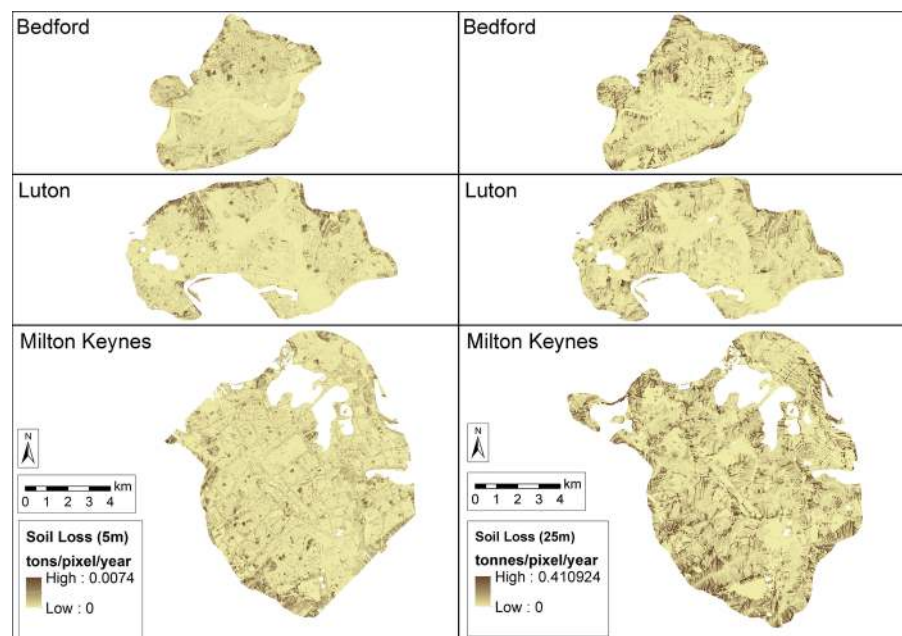 Bedford
Bedford
Luton
Luton
Milton Keynes
N
km
0 1 2 3 4
Soil Loss (5m)
tons/pixel/year
High : 0.0074
Low : 0
Milton Keynes
N
km
0 1 2 3 4
Soil Loss (25m)
tonnes/pixel/year
High : 0.410924
Low : 0